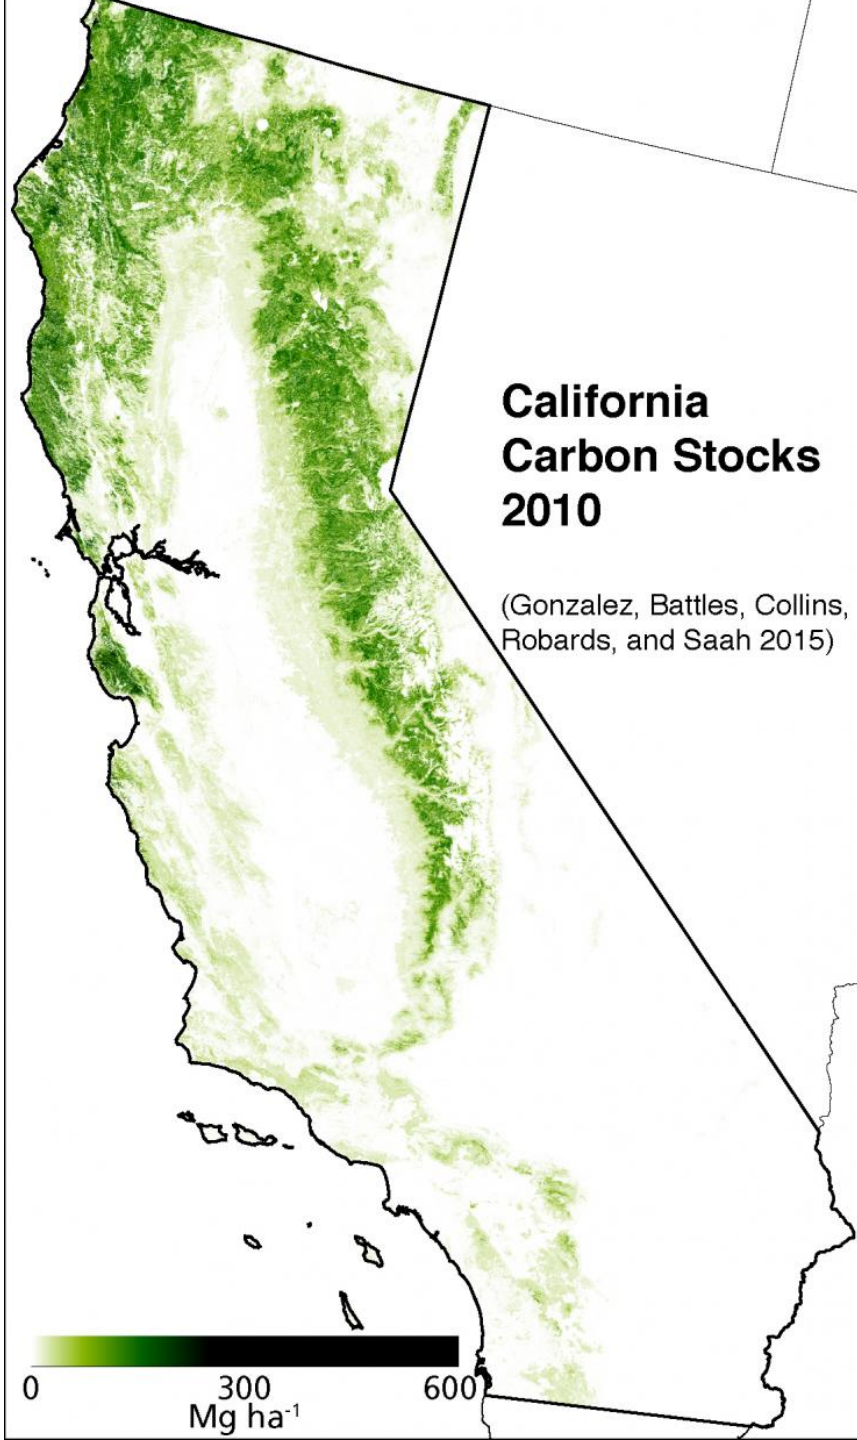 California
Carbon Stocks
2010
(Gonzalez, Battles, Collins,
Robards, and Saah 2015)
0 300 600
Mg ha⁻¹